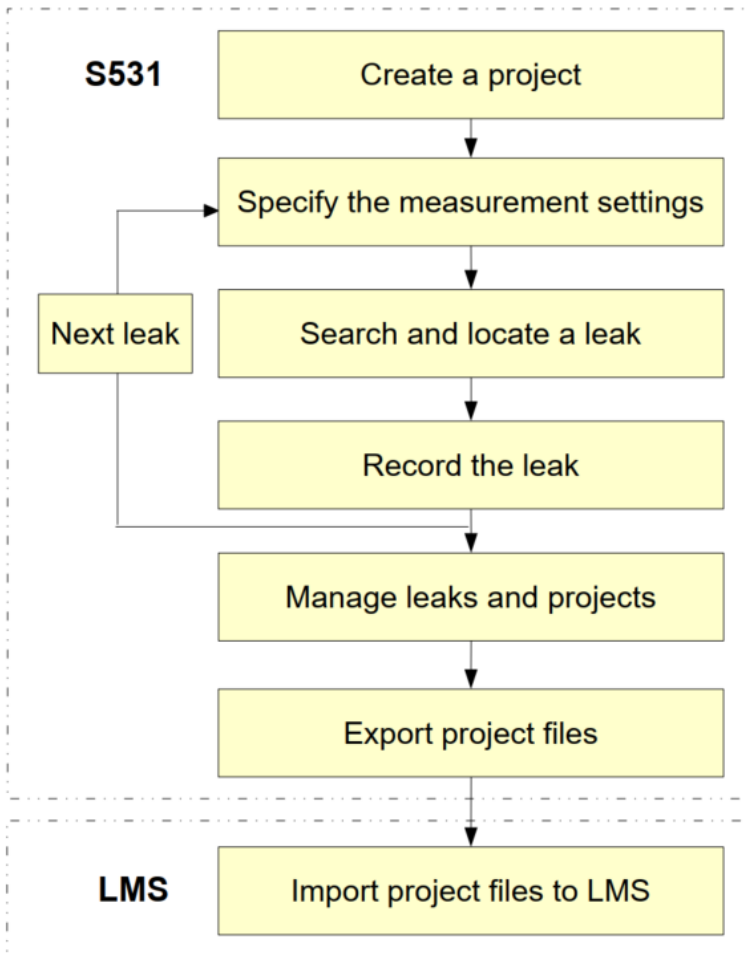 S531
Create a project
Specify the measurement settings
Next leak
Search and locate a leak
Record the leak
Manage leaks and projects
Export project files
LMS
Import project files to LMS